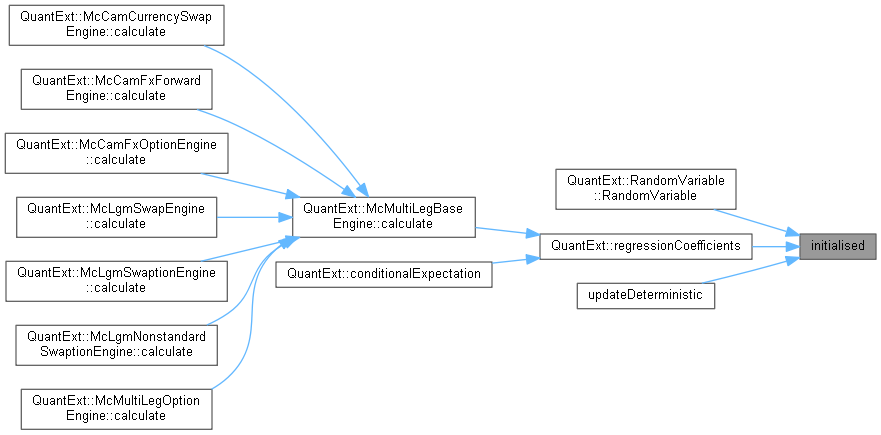 QuantExt::McCamCurrencySwap
Engine::calculate
QuantExt::McCamFxForward
Engine::calculate
QuantExt::McCamFxOptionEngine
::calculate
QuantExt::McLgmSwapEngine
::calculate
QuantExt::McLgmSwaptionEngine
::calculate
QuantExt::McLgmNonstandard
SwaptionEngine::calculate
QuantExt::McMultiLegOption
Engine::calculate
QuantExt::McMultiLegBase
Engine::calculate
QuantExt::conditionalExpectation
QuantExt::RandomVariable
::RandomVariable
QuantExt::regressionCoefficients
updateDeterministic
initialised